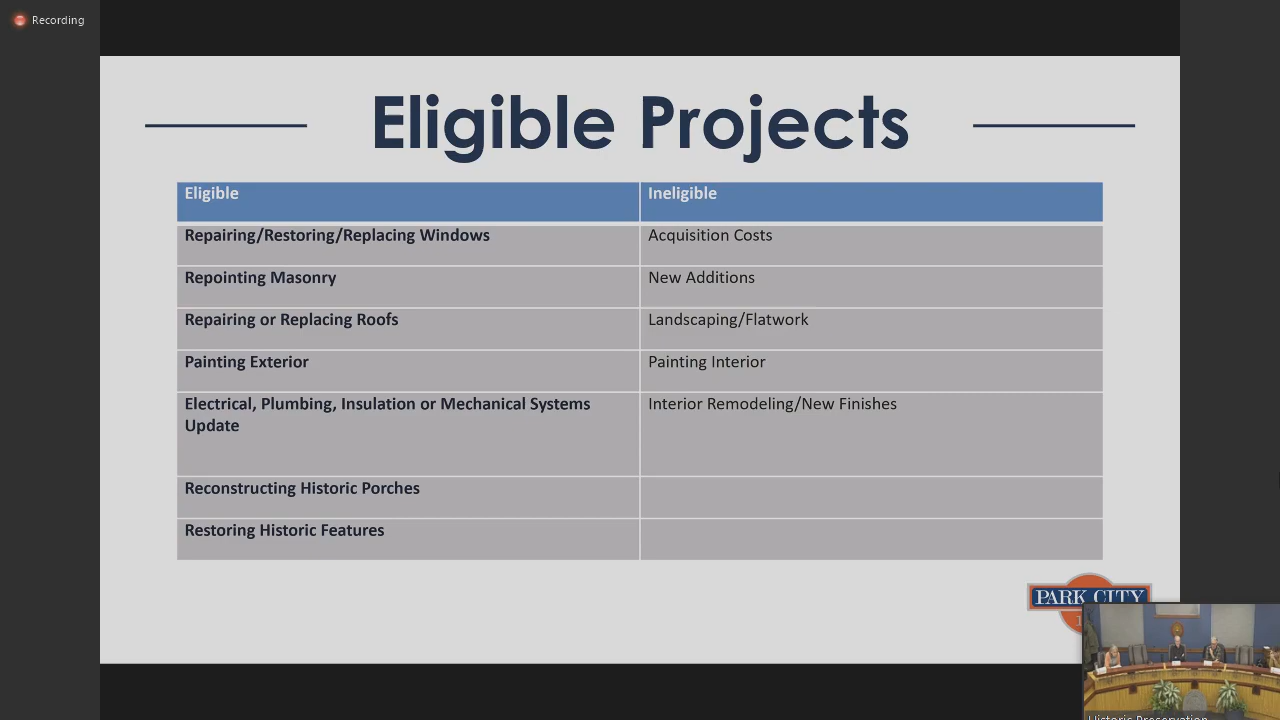 Recording
Eligible Projects
Eligible
Ineligible
Repairing/Restoring/Replacing Windows
Acquisition Costs
Repointing Masonry
New Additions
Repairing or Replacing Roofs
Landscaping/Flatwork
Painting Exterior
Painting Interior
Electrical, Plumbing, Insulation or Mechanical Systems
Update
Interior Remodeling/New Finishes
Reconstructing Historic Porches
Restoring Historic Features
PARK CITY
Historic Preservation